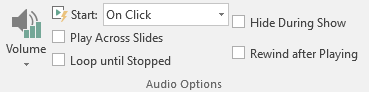 Start: On Click
Volume
Play Across Slides
Loop until Stopped
Hide During Show
Rewind after Playing
Audio Options